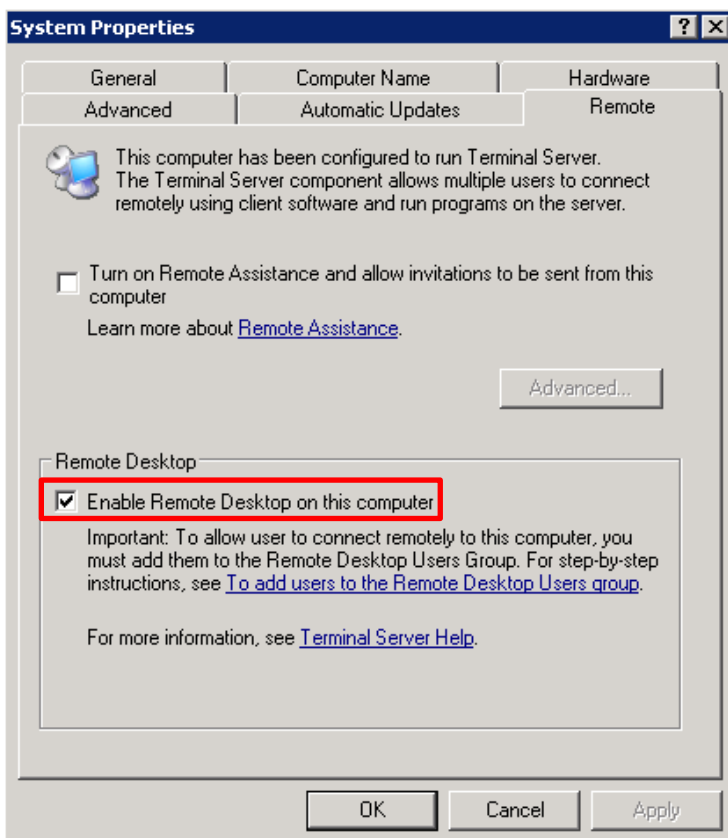 System Properties
General
Computer Name
Hardware
Advanced
Automatic Updates
Remote
This computer has been configured to run Terminal Server.
The Terminal Server component allows multiple users to connect
remotely using client software and run programs on the server.
Turn on Remote Assistance and allow invitations to be sent from this
computer
Learn more about Remote Assistance.
Advanced...
Remote Desktop
Enable Remote Desktop on this computer
Important: To allow user to connect remotely to this computer, you
must add them to the Remote Desktop Users Group. For step-by-step
instructions, see To add users to the Remote Desktop Users group.
For more information, see Terminal Server Help.
OK
Cancel
Apply